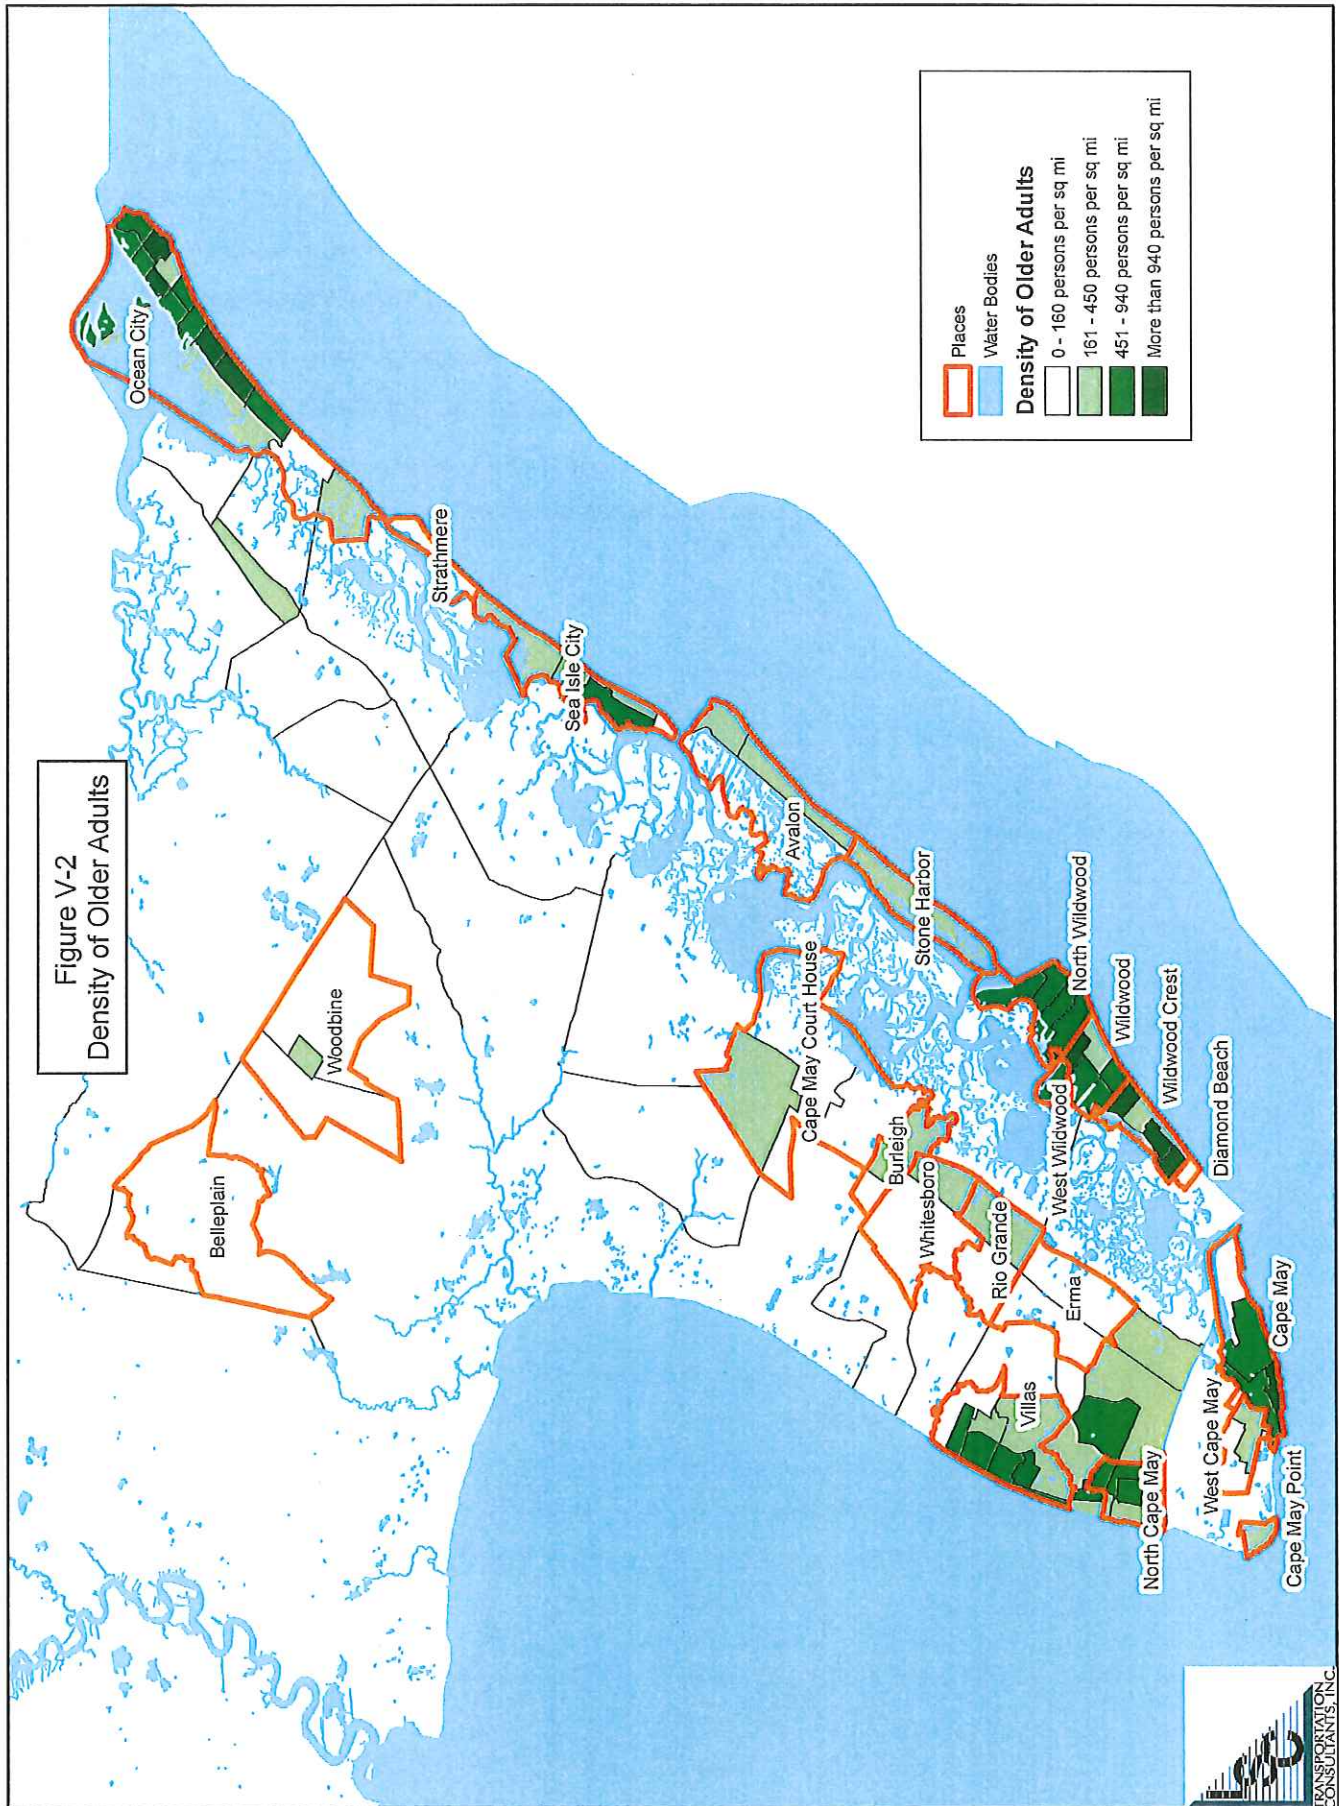 Figure V-2
Density of Older Adults
Ocean City
Strathmere
Sea Isle City
Woodbine
Belleplain
Avalon
Stone Harbor
Cape May Court House
North Wildwood
Wildwood
Wildwood Crest
Diamond Beach
West Wildwood
Burleigh
Whitesboro
Rio Grande
Erma
Villas
North Cape May
Cape May
West Cape May
Cape May Point
Places
Water Bodies
Density of Older Adults
0 - 160 persons per sq mi
161 - 450 persons per sq mi
451 - 940 persons per sq mi
More than 940 persons per sq mi
LSC
TRANSPORTATION
CONSULTANTS, INC.